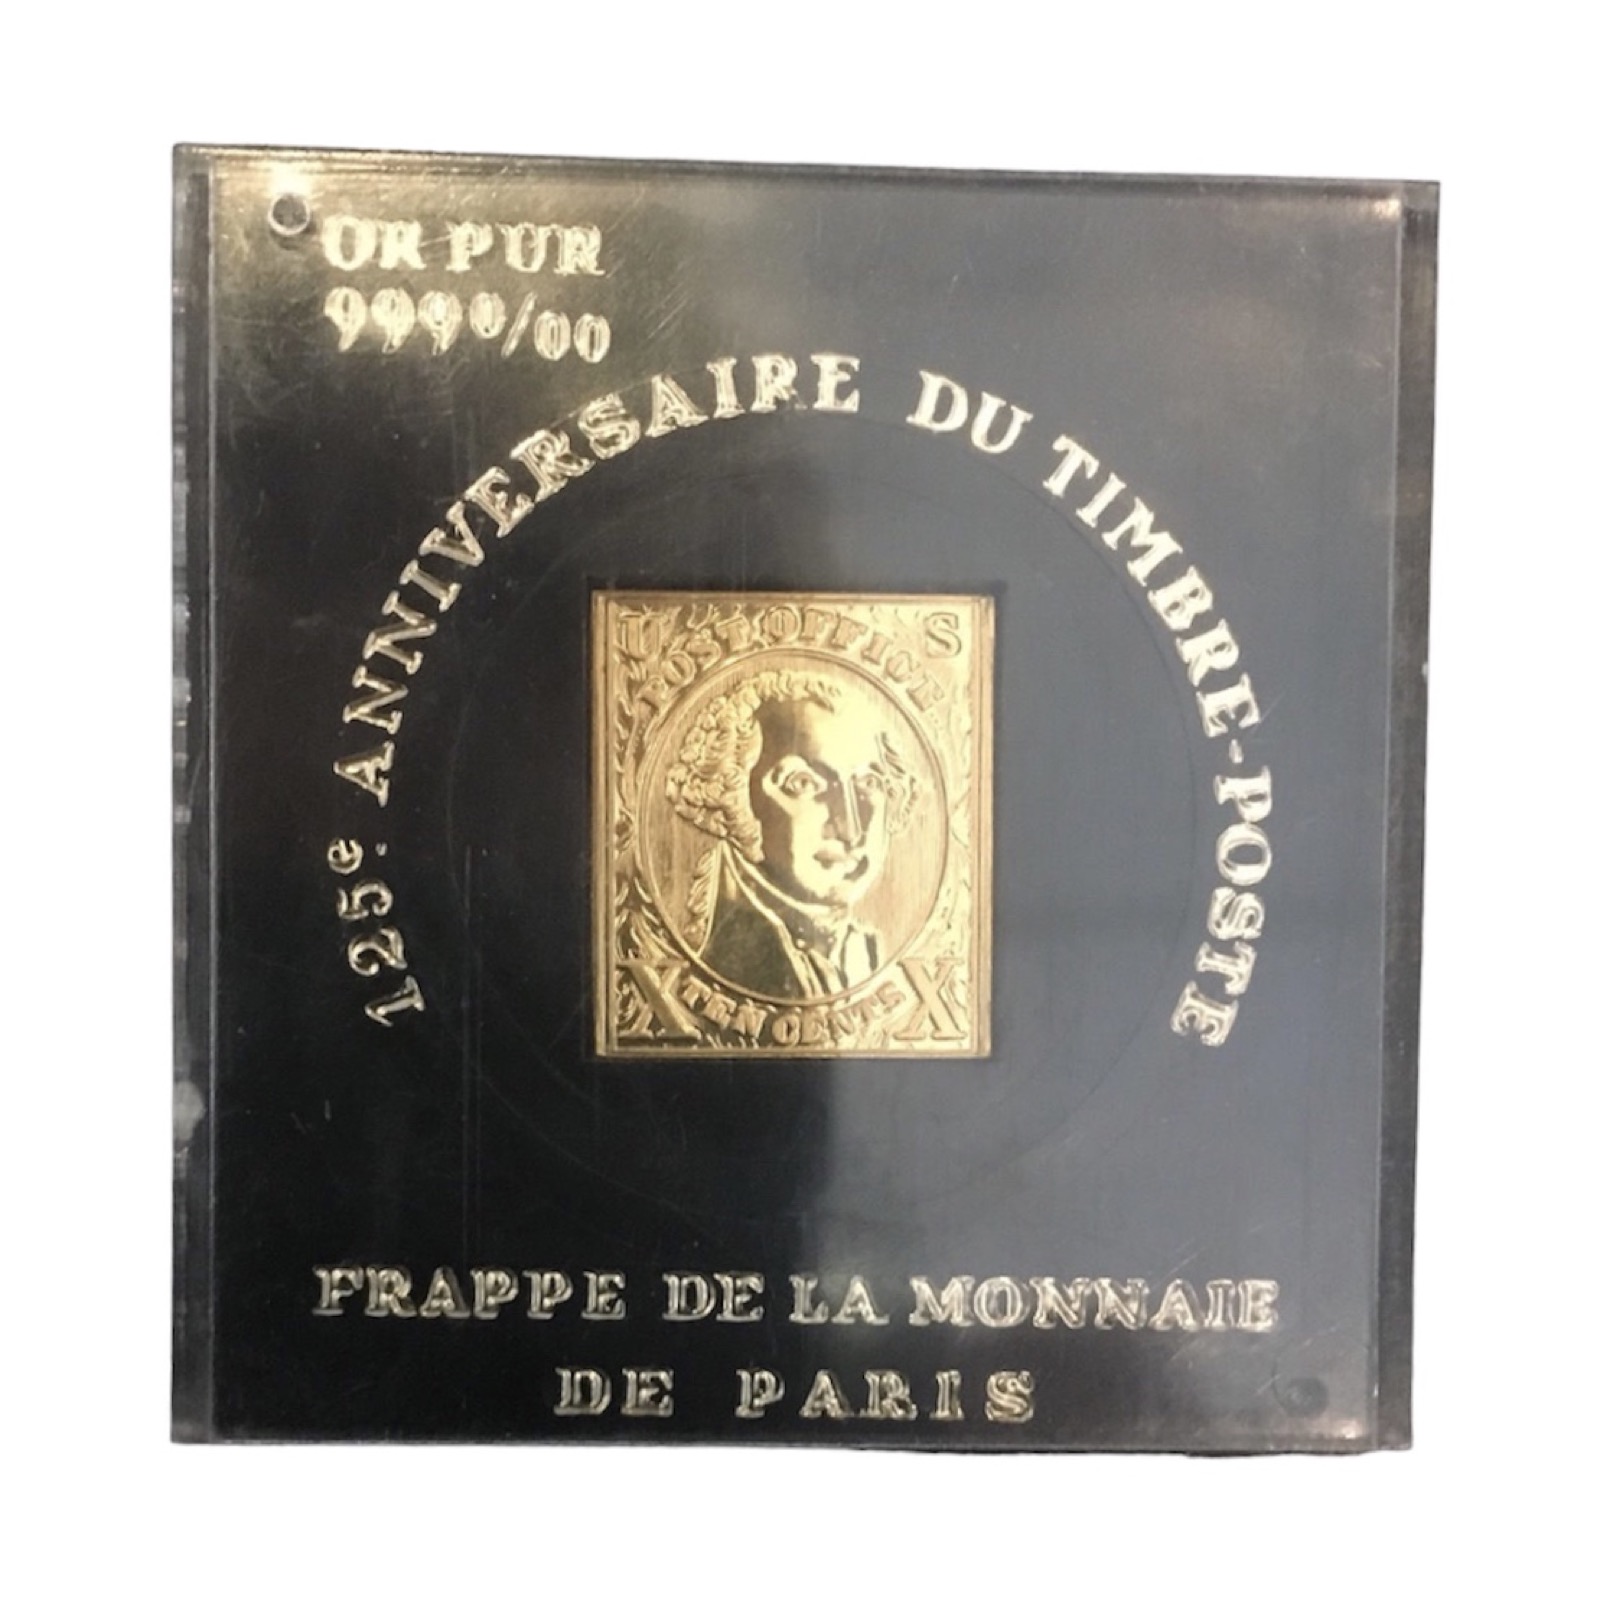 OR PUR
999⁰/00
125e. ANNIVERSAIRE DU TIMBRE-POSTE
U S
POST OFFICE
X TEN CENTS X
FRAPPE DE LA MONNAIE
DE PARIS